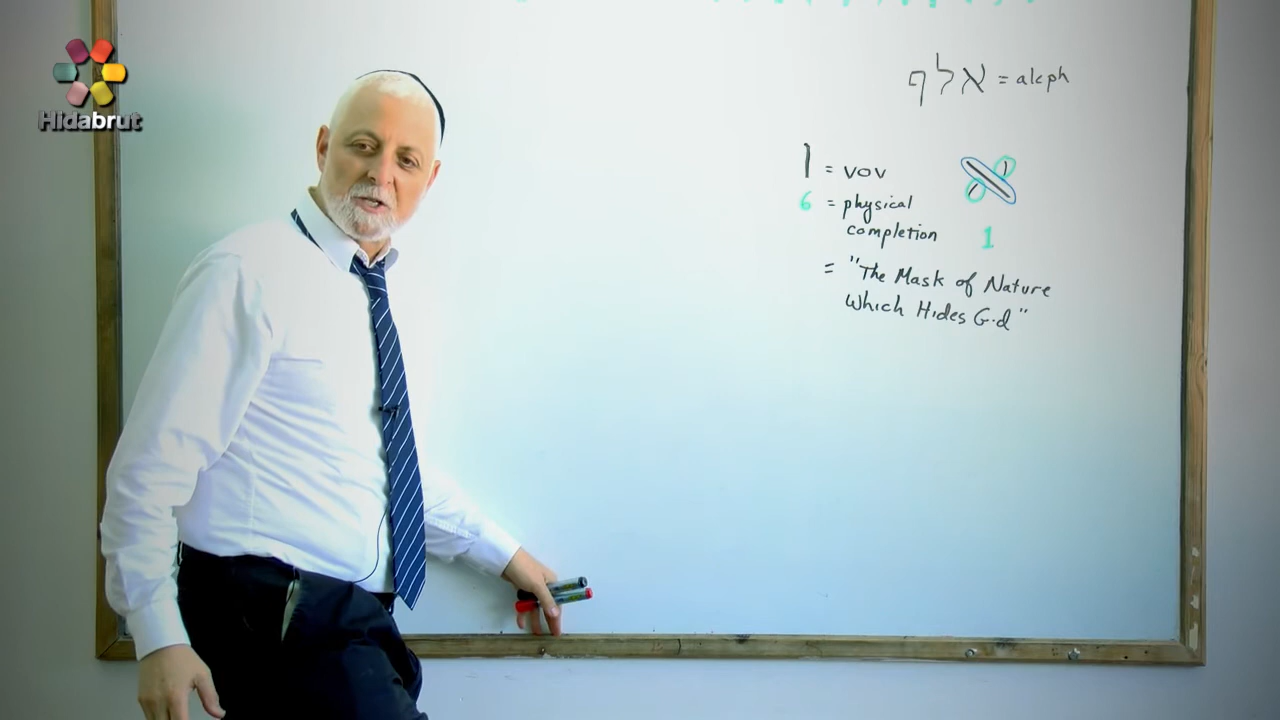 Hidabrut
אלף = aleph
ו = vov
6 = physical
completion
1
= "The Mask of Nature
Which Hides G-d"